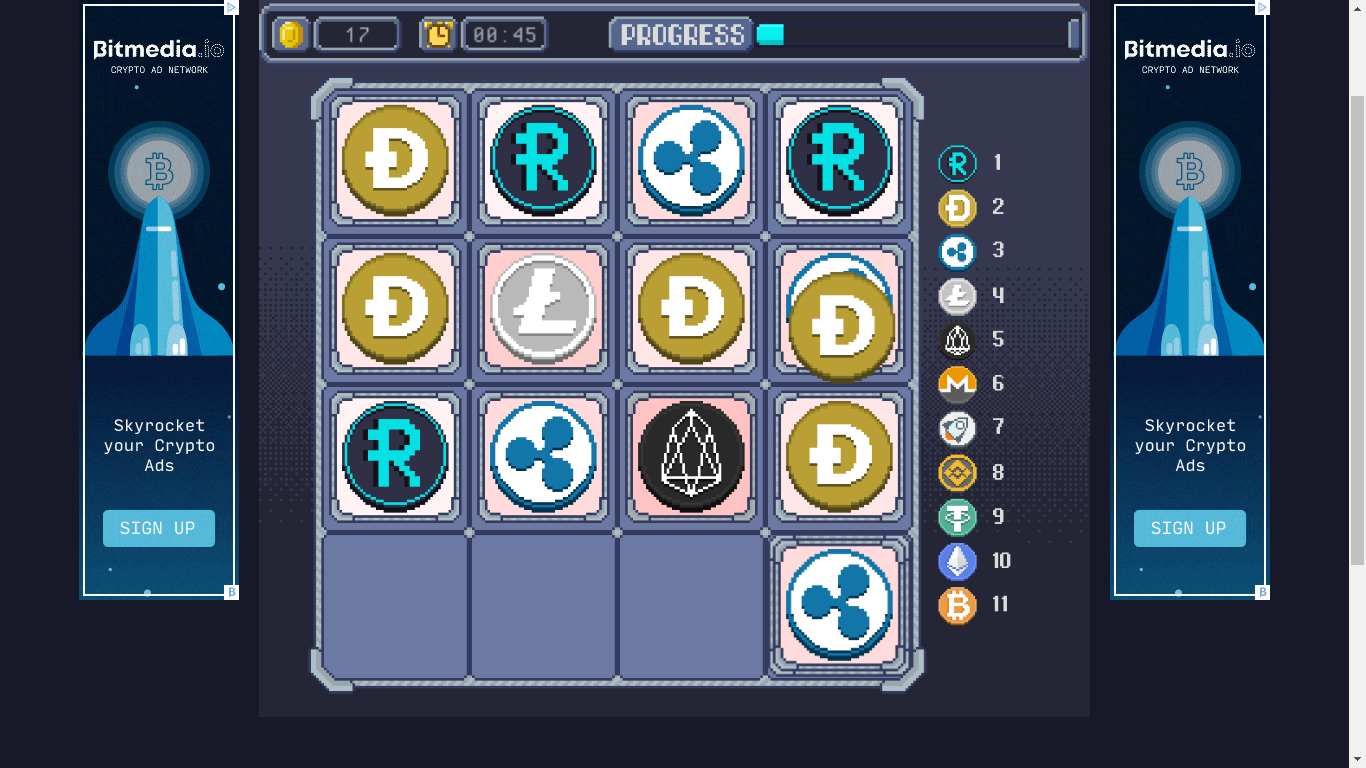 Bitmedia.io
CRYPTO AD NETWORK
Skyrocket
your Crypto
Ads
SIGN UP
17
00:45
PROGRESS
1
2
3
4
5
6
7
8
9
10
11
Bitmedia.io
CRYPTO AD NETWORK
Skyrocket
your Crypto
Ads
SIGN UP